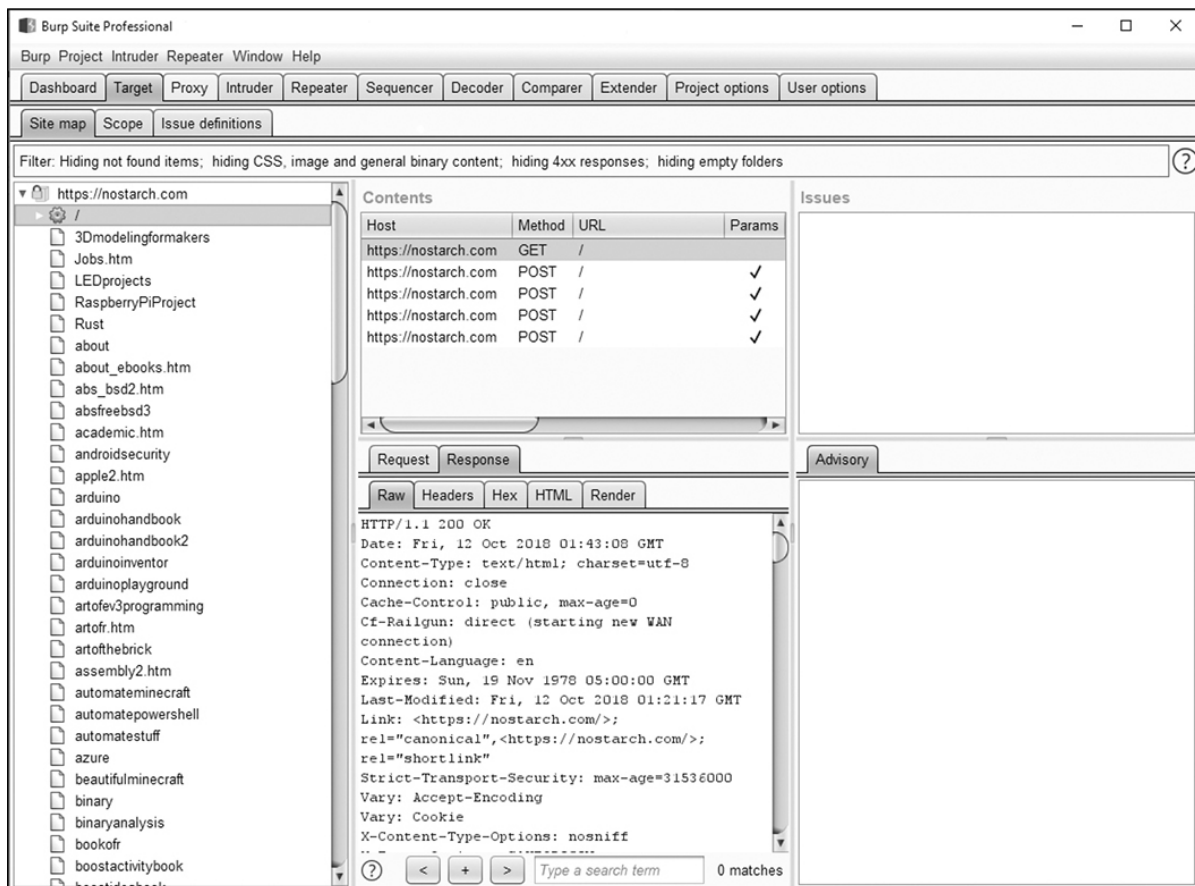 Burp Suite Professional
Burp Project Intruder Repeater Window Help
Dashboard Target Proxy Intruder Repeater Sequencer Decoder Comparer Extender Project options User options
Site map Scope Issue definitions
Filter: Hiding not found items; hiding CSS, image and general binary content; hiding 4xx responses; hiding empty folders ?
https://nostarch.com
/
3Dmodelingformakers
Jobs.htm
LEDprojects
RaspberryPiProject
Rust
about
about_ebooks.htm
abs_bsd2.htm
absfreebsd3
academic.htm
androidsecurity
apple2.htm
arduino
arduinohandbook
arduinohandbook2
arduinoinventor
arduinoplayground
artofev3programming
artofr.htm
artofthebrick
assembly2.htm
automateminecraft
automatepowershell
automatestuff
azure
beautifulminecraft
binary
binaryanalysis
bookofr
boostactivitybook
Contents
Host Method URL Params
https://nostarch.com GET /
https://nostarch.com POST / ✓
https://nostarch.com POST / ✓
https://nostarch.com POST / ✓
https://nostarch.com POST / ✓
Request Response
Raw Headers Hex HTML Render
HTTP/1.1 200 OK
Date: Fri, 12 Oct 2018 01:43:08 GMT
Content-Type: text/html; charset=utf-8
Connection: close
Cache-Control: public, max-age=0
Cf-Railgun: direct (starting new WAN
connection)
Content-Language: en
Expires: Sun, 19 Nov 1978 05:00:00 GMT
Last-Modified: Fri, 12 Oct 2018 01:21:17 GMT
Link: <https://nostarch.com/>;
rel="canonical",<https://nostarch.com/>;
rel="shortlink"
Strict-Transport-Security: max-age=31536000
Vary: Accept-Encoding
Vary: Cookie
X-Content-Type-Options: nosniff
? < + > Type a search term 0 matches
Issues
Advisory